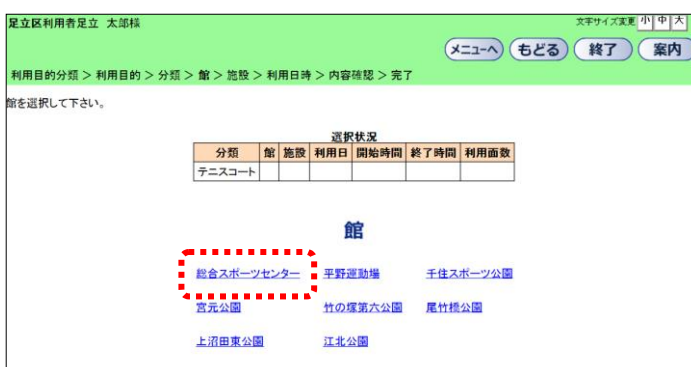 足立区利用者足立 太郎様
文字サイズ変更 小 中 大
メニューへ もどる 終了 案内
利用目的分類 > 利用目的 > 分類 > 館 > 施設 > 利用日時 > 内容確認 > 完了
館を選択して下さい。
選択状況
分類 館 施設 利用日 開始時間 終了時間 利用面数
テニスコート
館
総合スポーツセンター 平野運動場 千住スポーツ公園
宮元公園 竹の塚第六公園 尾竹橋公園
上沼田東公園 江北公園